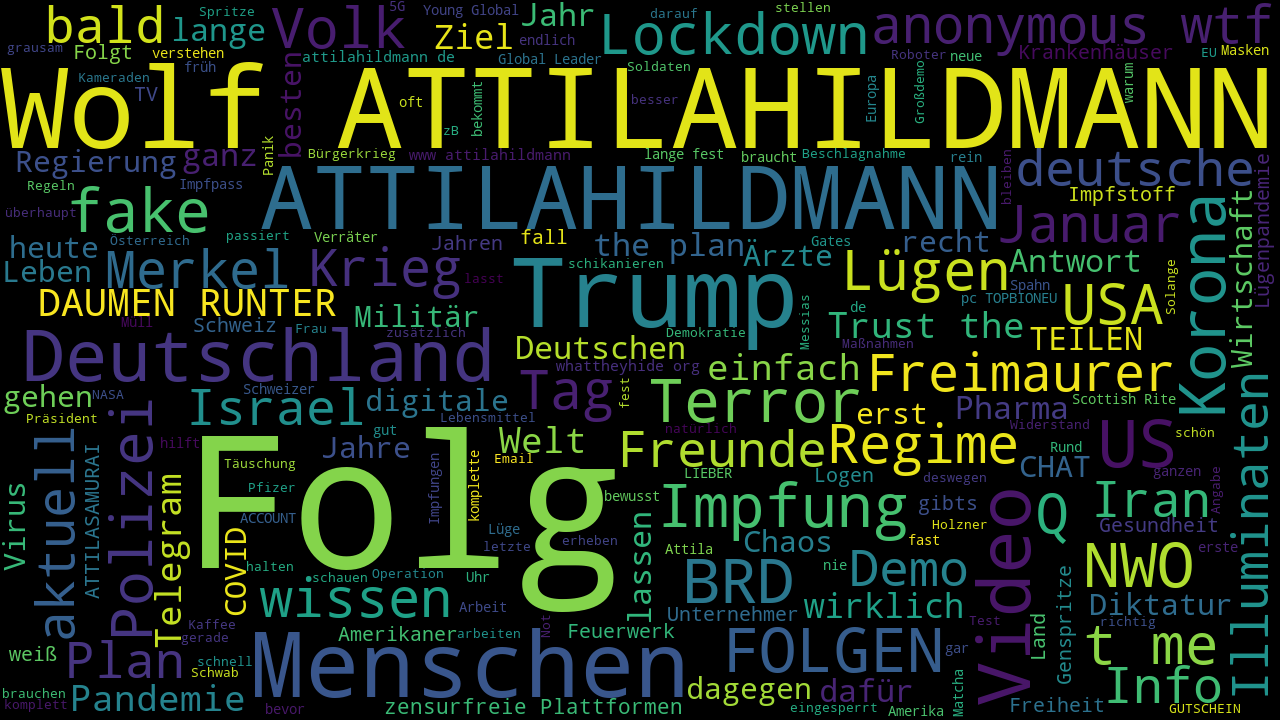 bald
lange
Spritze
Volk
5G
Young Global
Jahr
darauf
stellen
anonymous wtf
grausam
Folgt
verstehen
Ziel
endlich
Lockdown
Krankenhäuser
EU
Masken
Kameraden
früh
attilahildmann de
Global Leader
Soldaten
Roboter
neue
Wolf ATTILAHILDMANN
TV
besten
oft
bekommt
besser
Europa
Großdemo
warum
zB
Panik
Regierung
ganz
Bürgerkrieg
www attilahildmann
lange fest
braucht
Beschlagnahme
rein
bleiben
deutsche
Regeln
Impfpass
fake
ATTILAHILDMANN
Impfstoff
Korona
Wirtschaft
Lügenpandemie
überhaupt
Österreich
passiert
Verräter
Jahren
fall
the plan
Ärzte
Gates
recht
Januar
heute
Leben
Merkel
Krieg
lasst
Trump
schikanieren
Lügen
Antwort
Solange
DAUMEN RUNTER
Messias
de
pc TOPBIONEU
Spahn
USA
Müll
Schweiz
Frau
Militär
zusätzlich
Demokratie
Trust the
Maßnahmen
TEILEN
Deutschland
Deutschen
whattheyhide org
einfach
Freimaurer
gehen
NASA
Schweizer
Israel
digitale
Tag
fest
Terror
erst
Pharma
Scottish Rite
Präsident
Lebensmittel
natürlich
Widerstand
aktuell
ATTILASAMURAI
Polizei
hilft
gut
Jahre
Welt
Freunde
Regime
Rund
US
schön
Illuminaten
Täuschung
Folg
Impfungen
komplette
Email
LIEBER
Logen
deswegen
CHAT
ganzen
Angabe
Virus
Telegram
COVID
Pfizer
ACCOUNT
bewusst
Impfung
gibts
Video
Q
Iran
Lüge
letzte
erheben
lassen
Attila
Chaos
Holzner
fast
Gesundheit
erste
halten
schauen
Operation
Uhr
nie
Demo
NWO
wissen
Arbeit
BRD
Unternehmer
wirklich
Genspritze
Diktatur
Kaffee
gerade
Amerikaner
arbeiten
Not
Feuerwerk
FOLGEN
gar
Test
Land
richtig
t me
weiß
Plan
schnell
Schwab
Menschen
dagegen
dafür
Matcha
Info
brauchen
komplett
Pandemie
bevor
zensurfreie Plattformen
eingesperrt
Amerika
Freiheit
GUTSCHEIN